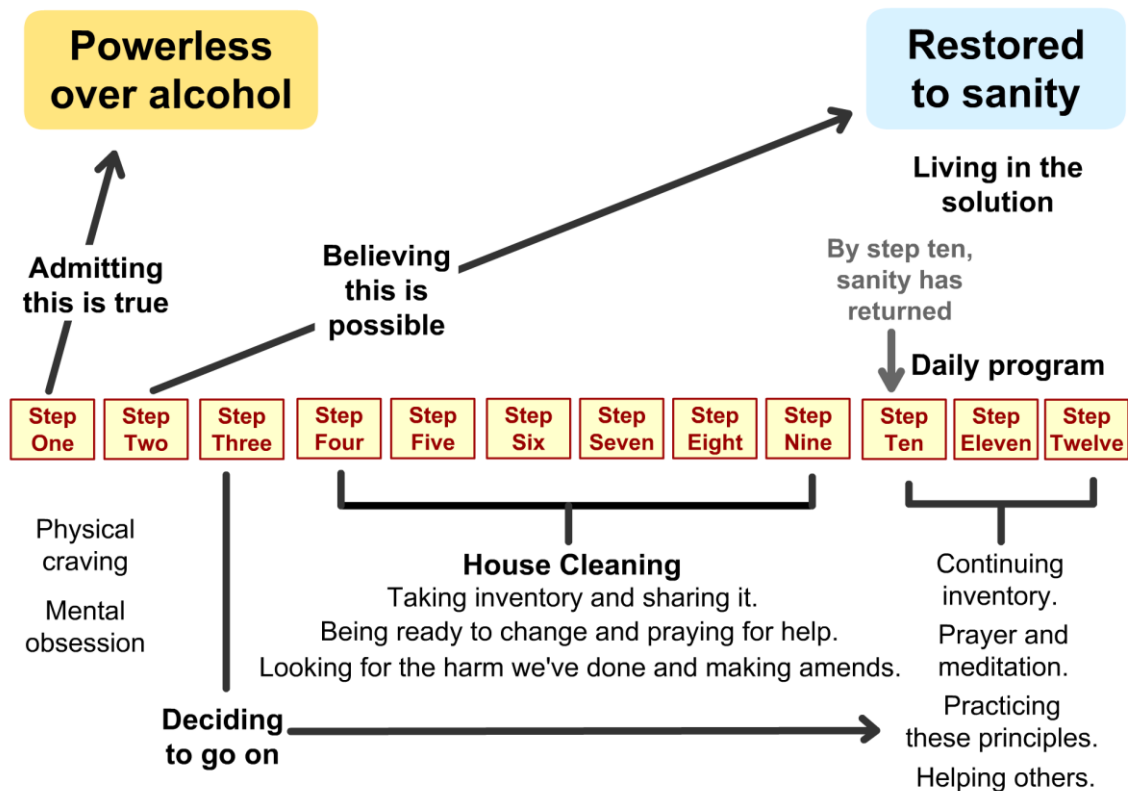 Powerless
over alcohol
Restored
to sanity
Living in the
solution
Admitting
this is true
Believing
this is
possible
By step ten,
sanity has
returned
Daily program
Step
One
Step
Two
Step
Three
Step
Four
Step
Five
Step
Six
Step
Seven
Step
Eight
Step
Nine
Step
Ten
Step
Eleven
Step
Twelve
Physical
craving
Mental
obsession
House Cleaning
Taking inventory and sharing it.
Being ready to change and praying for help.
Looking for the harm we've done and making amends.
Deciding
to go on
Continuing
inventory.
Prayer and
meditation.
Practicing
these principles.
Helping others.